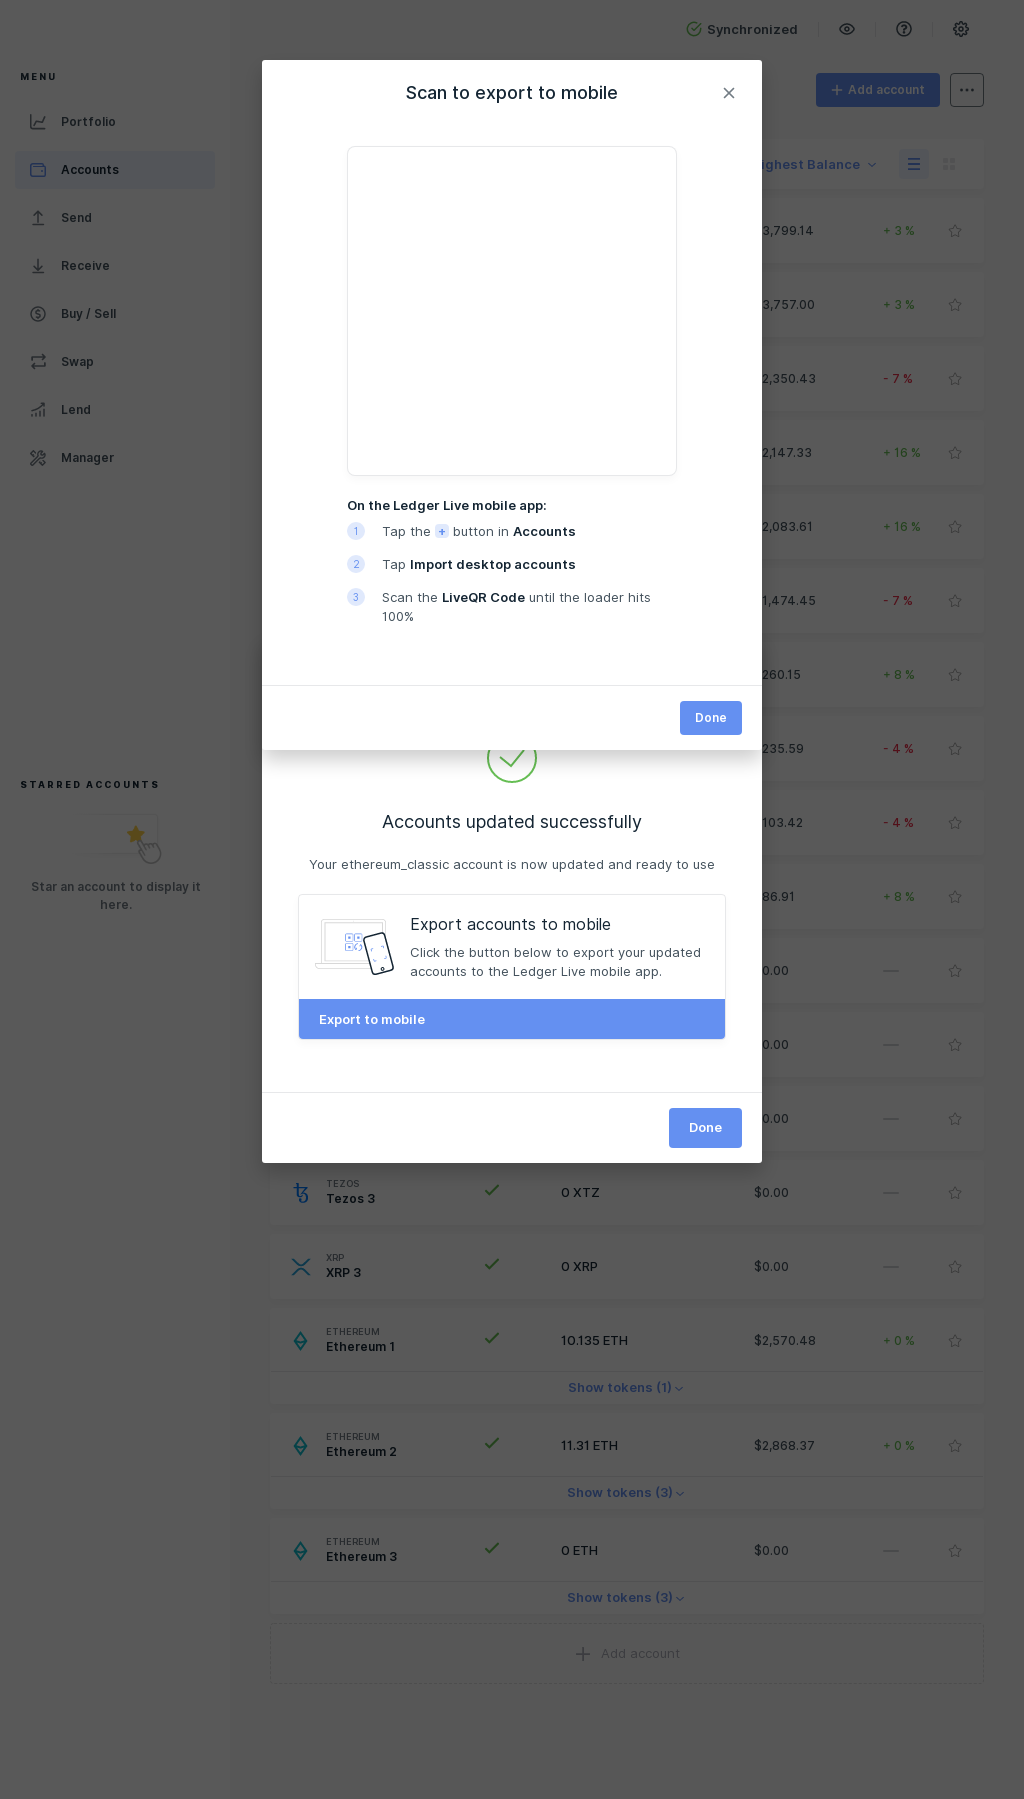 Synchronized
MENU
Portfolio
Accounts
Send
Receive
Buy / Sell
Swap
Lend
Manager
STARRED ACCOUNTS
Star an account to display it
here.
Add account
Balance
Scan to export to mobile
On the Ledger Live mobile app:
1 Tap the + button in Accounts
2 Tap Import desktop accounts
3 Scan the LiveQR Code until the loader hits
100%
Done
3,799.14 + 3 %
3,757.00 + 3 %
2,350.43 - 7 %
2,147.33 + 16 %
2,083.61 + 16 %
1,474.45 - 7 %
260.15 + 8 %
235.59 - 4 %
103.42 - 4 %
86.91 + 8 %
0.00 —
0.00 —
0.00 —
Accounts updated successfully
Your ethereum_classic account is now updated and ready to use
Export accounts to mobile
Click the button below to export your updated
accounts to the Ledger Live mobile app.
Export to mobile
Done
TEZOS
Tezos 3 0 XTZ $0.00 —
XRP
XRP 3 0 XRP $0.00 —
ETHEREUM
Ethereum 1 10.135 ETH $2,570.48 + 0 %
Show tokens (1)
ETHEREUM
Ethereum 2 11.31 ETH $2,868.37 + 0 %
Show tokens (3)
ETHEREUM
Ethereum 3 0 ETH $0.00 —
Show tokens (3)
Add account